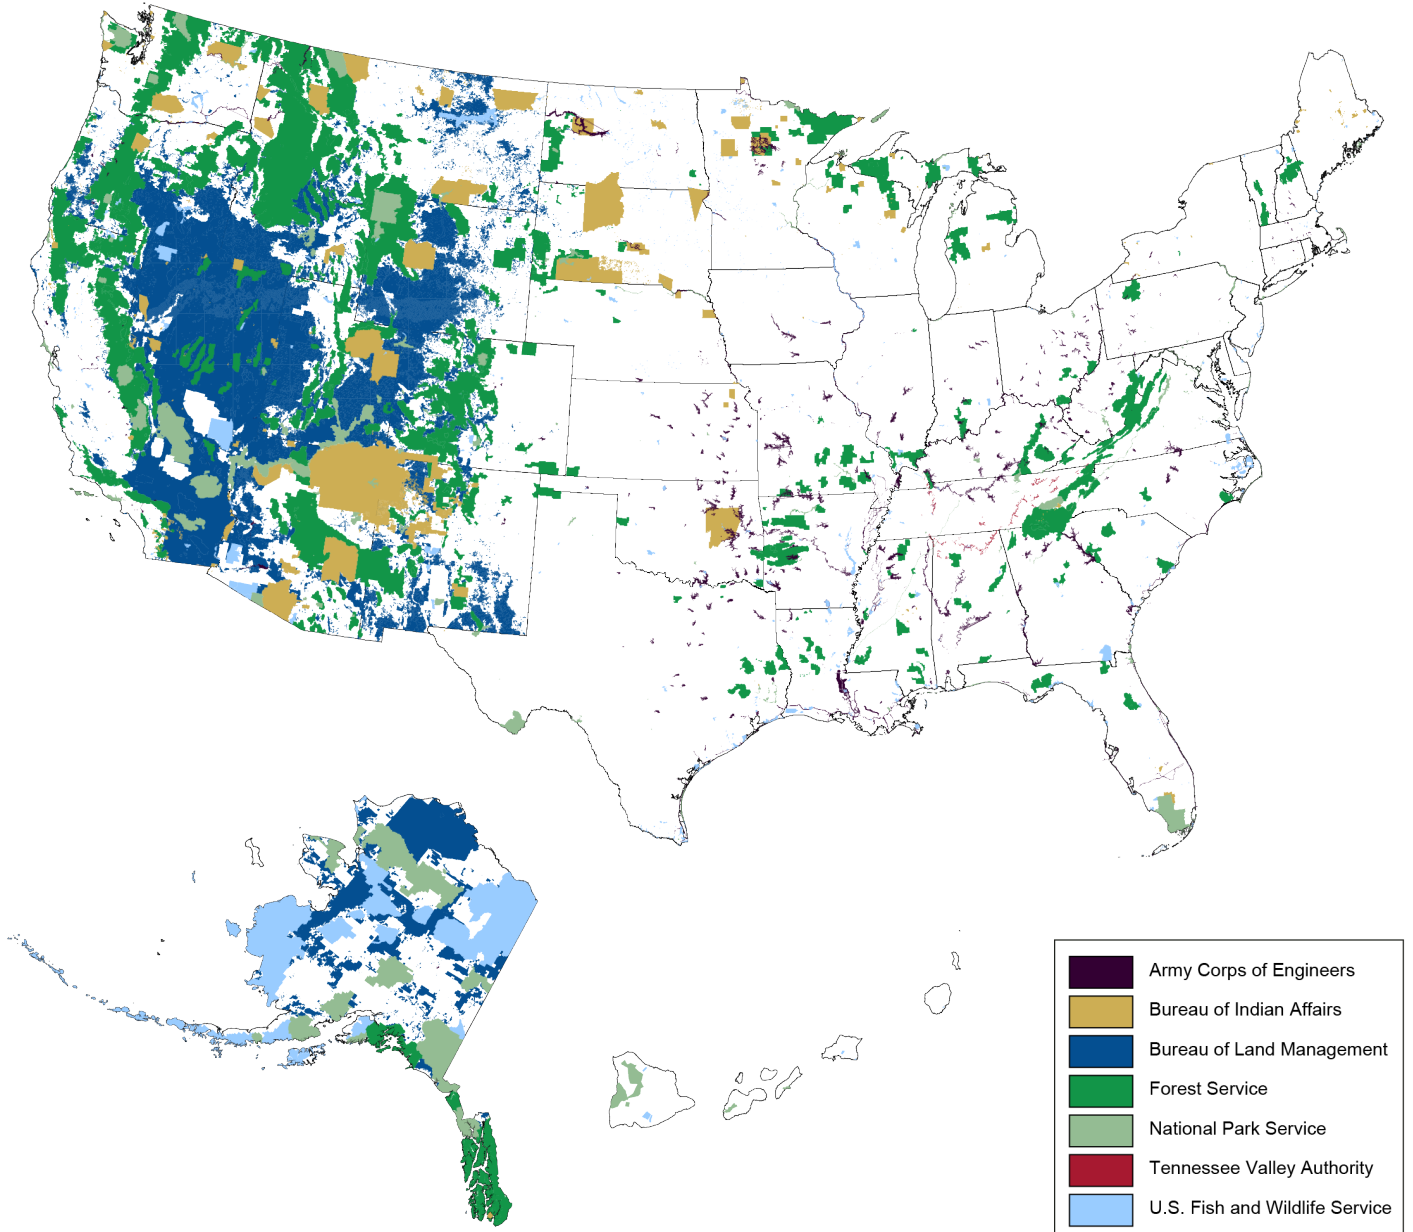 Army Corps of Engineers
Bureau of Indian Affairs
Bureau of Land Management
Forest Service
National Park Service
Tennessee Valley Authority
U.S. Fish and Wildlife Service